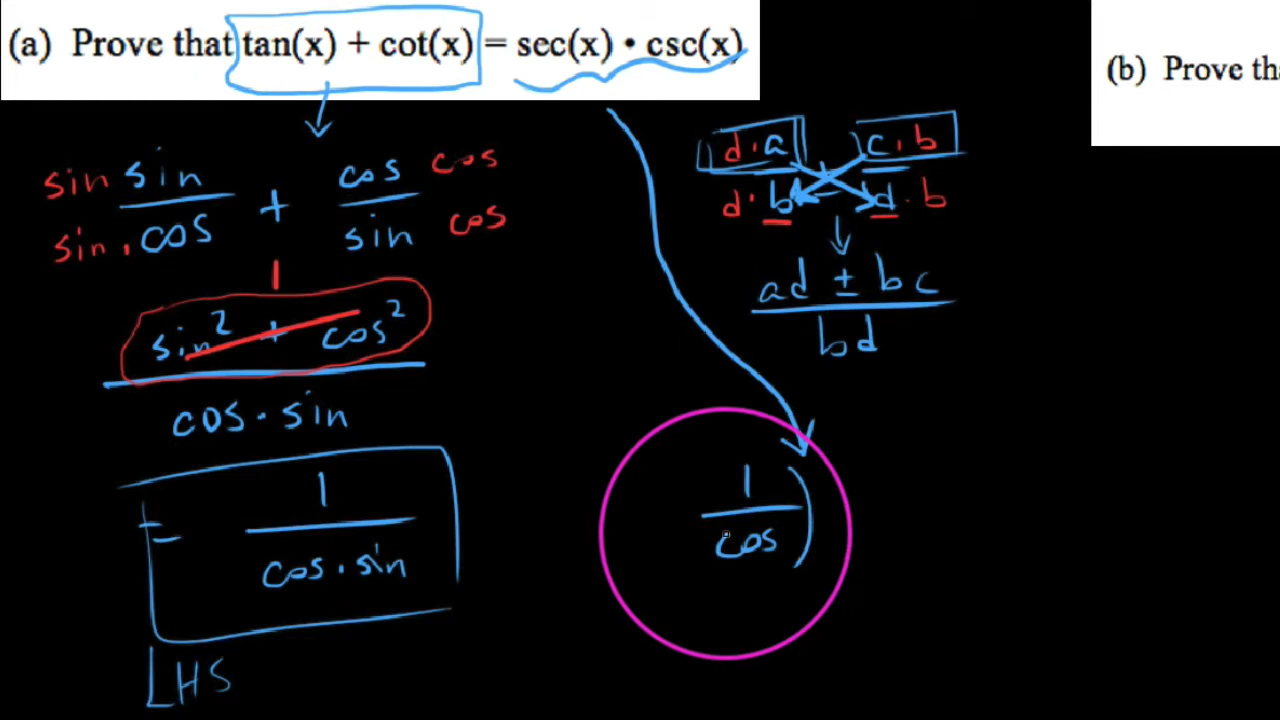 (a) Prove that tan(x) + cot(x) = sec(x) • csc(x)
(b) Prove tha
sin sin + cos cos
sin . cos sin cos
1
sin² + cos²
cos · sin
= 1
cos · sin
LHS
d · a c · b
d · b d · b
ad ± bc
bd
1 )
cos